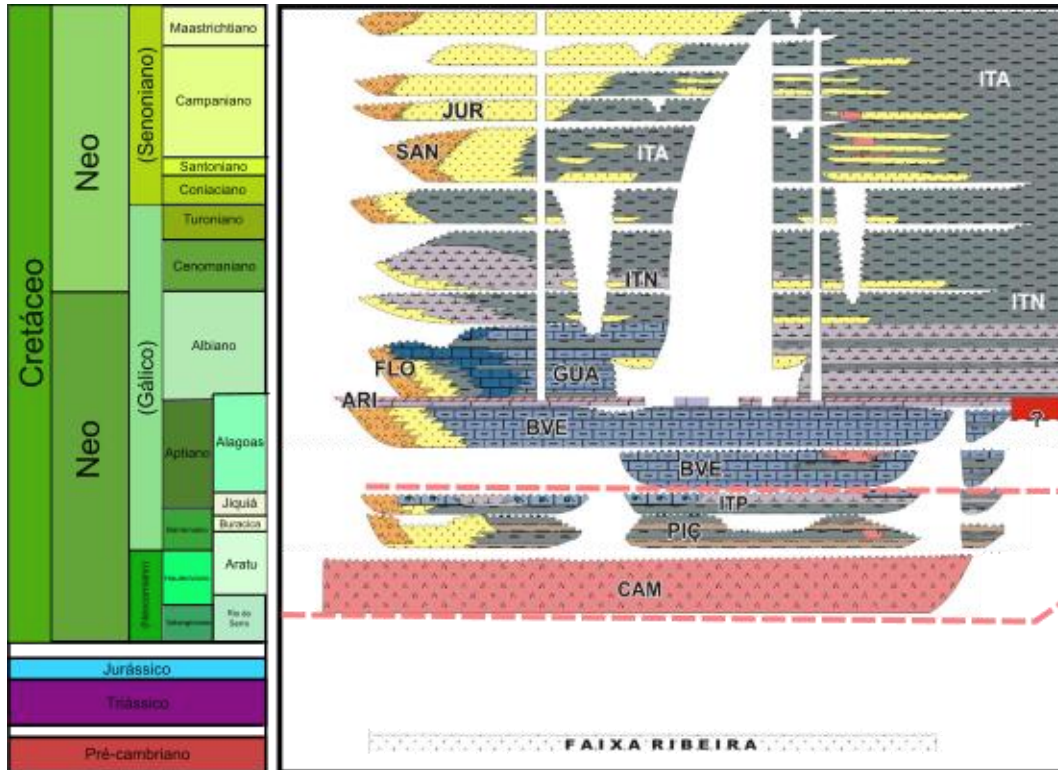 Cretáceo
Neo
Neo
(Senoniano)
(Gálico)
Maastrichtiano
Campaniano
Santoniano
Coniaciano
Turoniano
Cenomaniano
Albiano
Aptiano
Alagoas
Jiquiá
Buracica
Aratu
Rio da Serra
Jurássico
Triássico
Pré-cambriano
ITA
JUR
SAN
ITA
ITN
ITN
FLO
GUA
ARI
BVE
?
BVE
ITP
PIÇ
CAM
FAIXA RIBEIRA